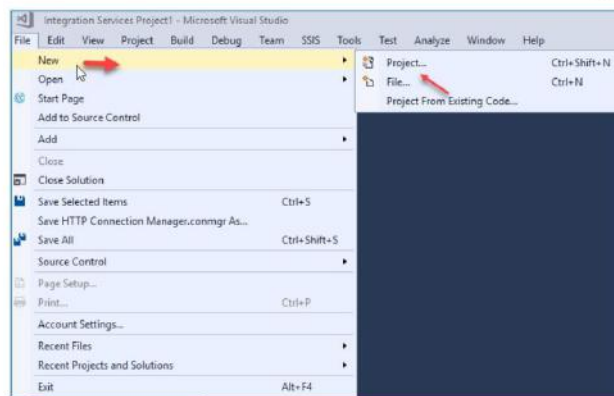 Integration Services Project1 - Microsoft Visual Studio
File Edit View Project Build Debug Team SSIS Tools Test Analyze Window Help
New
Open
Start Page
Add to Source Control
Add
Close
Close Solution
Save Selected Items Ctrl+S
Save HTTP Connection Manager.conmgr As...
Save All Ctrl+Shift+S
Source Control
Page Setup...
Print... Ctrl+P
Account Settings...
Recent Files
Recent Projects and Solutions
Exit Alt+F4
Project... Ctrl+Shift+N
File... Ctrl+N
Project From Existing Code...